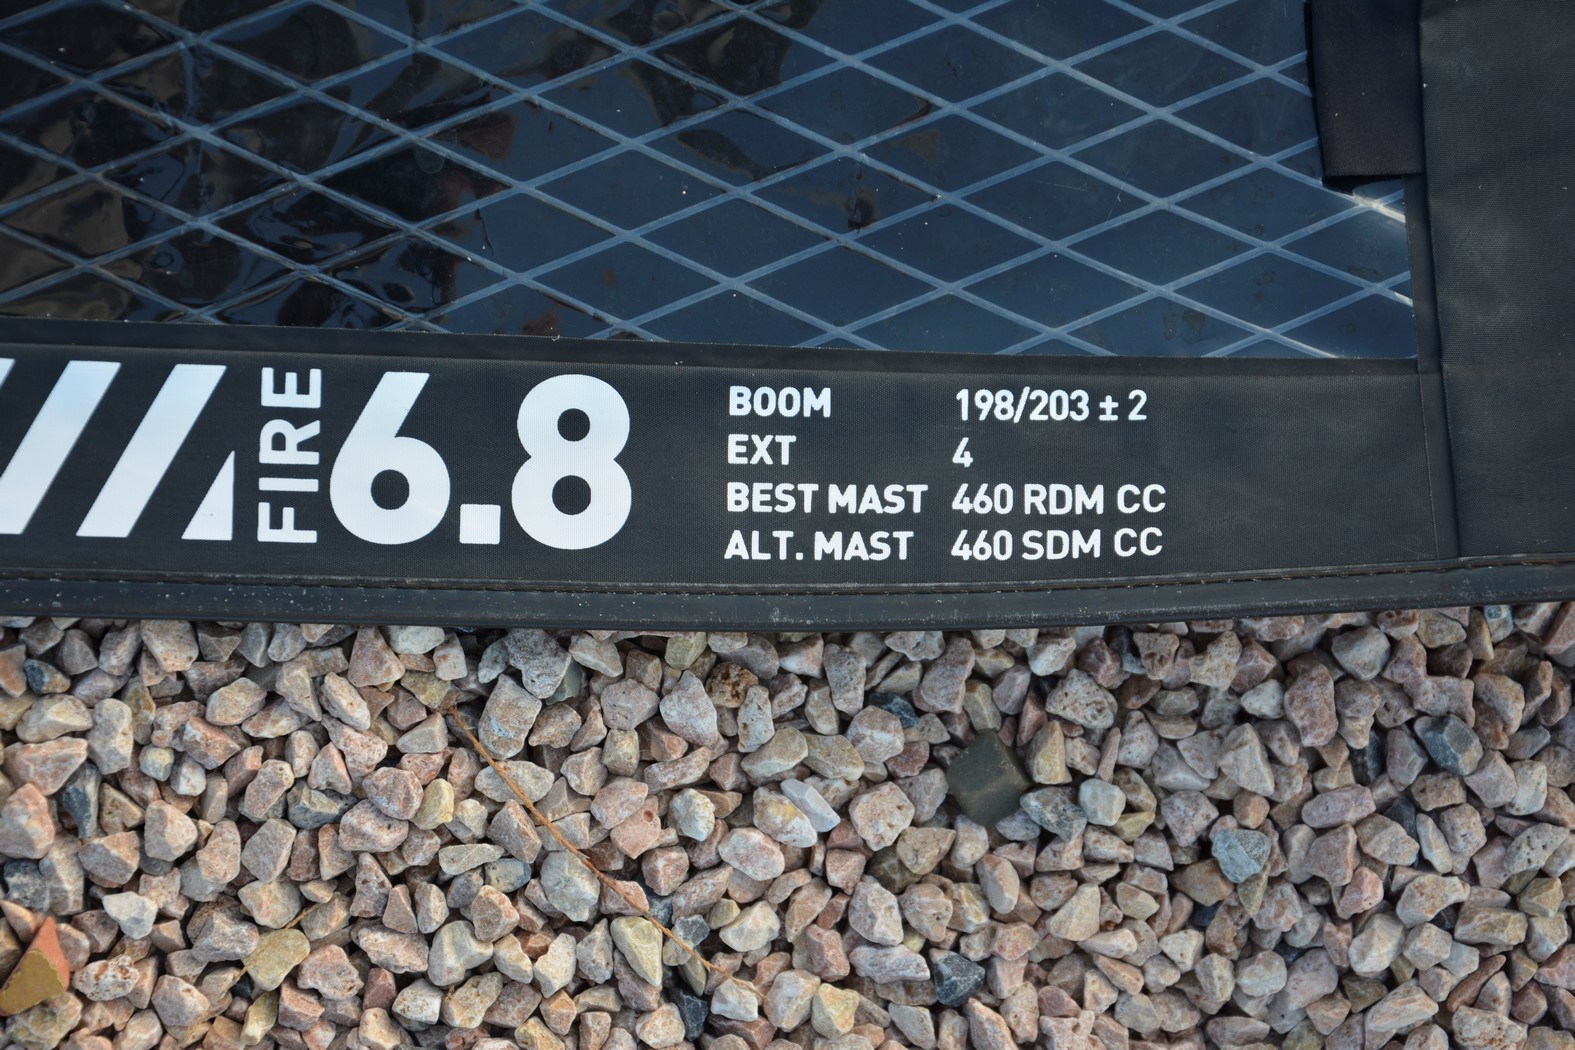 FIRE 6.8
BOOM 198/203 ± 2
EXT 4
BEST MAST 460 RDM CC
ALT. MAST 460 SDM CC